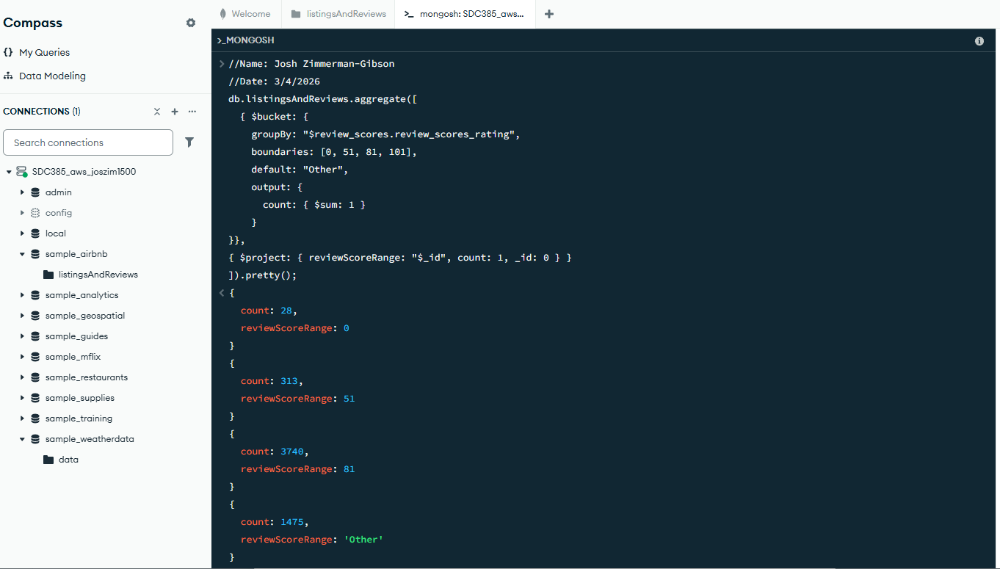 Compass
My Queries
Data Modeling
CONNECTIONS (1)
Search connections
SDC385_aws_joszim1500
admin
config
local
sample_airbnb
listingsAndReviews
sample_analytics
sample_geospatial
sample_guides
sample_mflix
sample_restaurants
sample_supplies
sample_training
sample_weatherdata
data
Welcome
listingsAndReviews
>_ mongosh: SDC385_aws...
>_MONGOSH
> //Name: Josh Zimmerman-Gibson
//Date: 3/4/2026
db.listingsAndReviews.aggregate([
  { $bucket: {
    groupBy: "$review_scores.review_scores_rating",
    boundaries: [0, 51, 81, 101],
    default: "Other",
    output: {
      count: { $sum: 1 }
    }
}},
{ $project: { reviewScoreRange: "$_id", count: 1, _id: 0 } }
]).pretty();
< {
  count: 28,
  reviewScoreRange: 0
}
{
  count: 313,
  reviewScoreRange: 51
}
{
  count: 3740,
  reviewScoreRange: 81
}
{
  count: 1475,
  reviewScoreRange: 'Other'
}